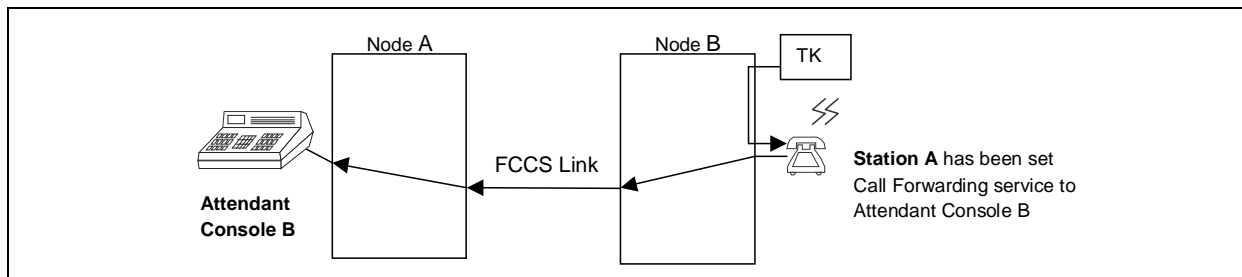 Node A
Node B
TK
FCCS Link
Attendant
Console B
Station A has been set
Call Forwarding service to
Attendant Console B